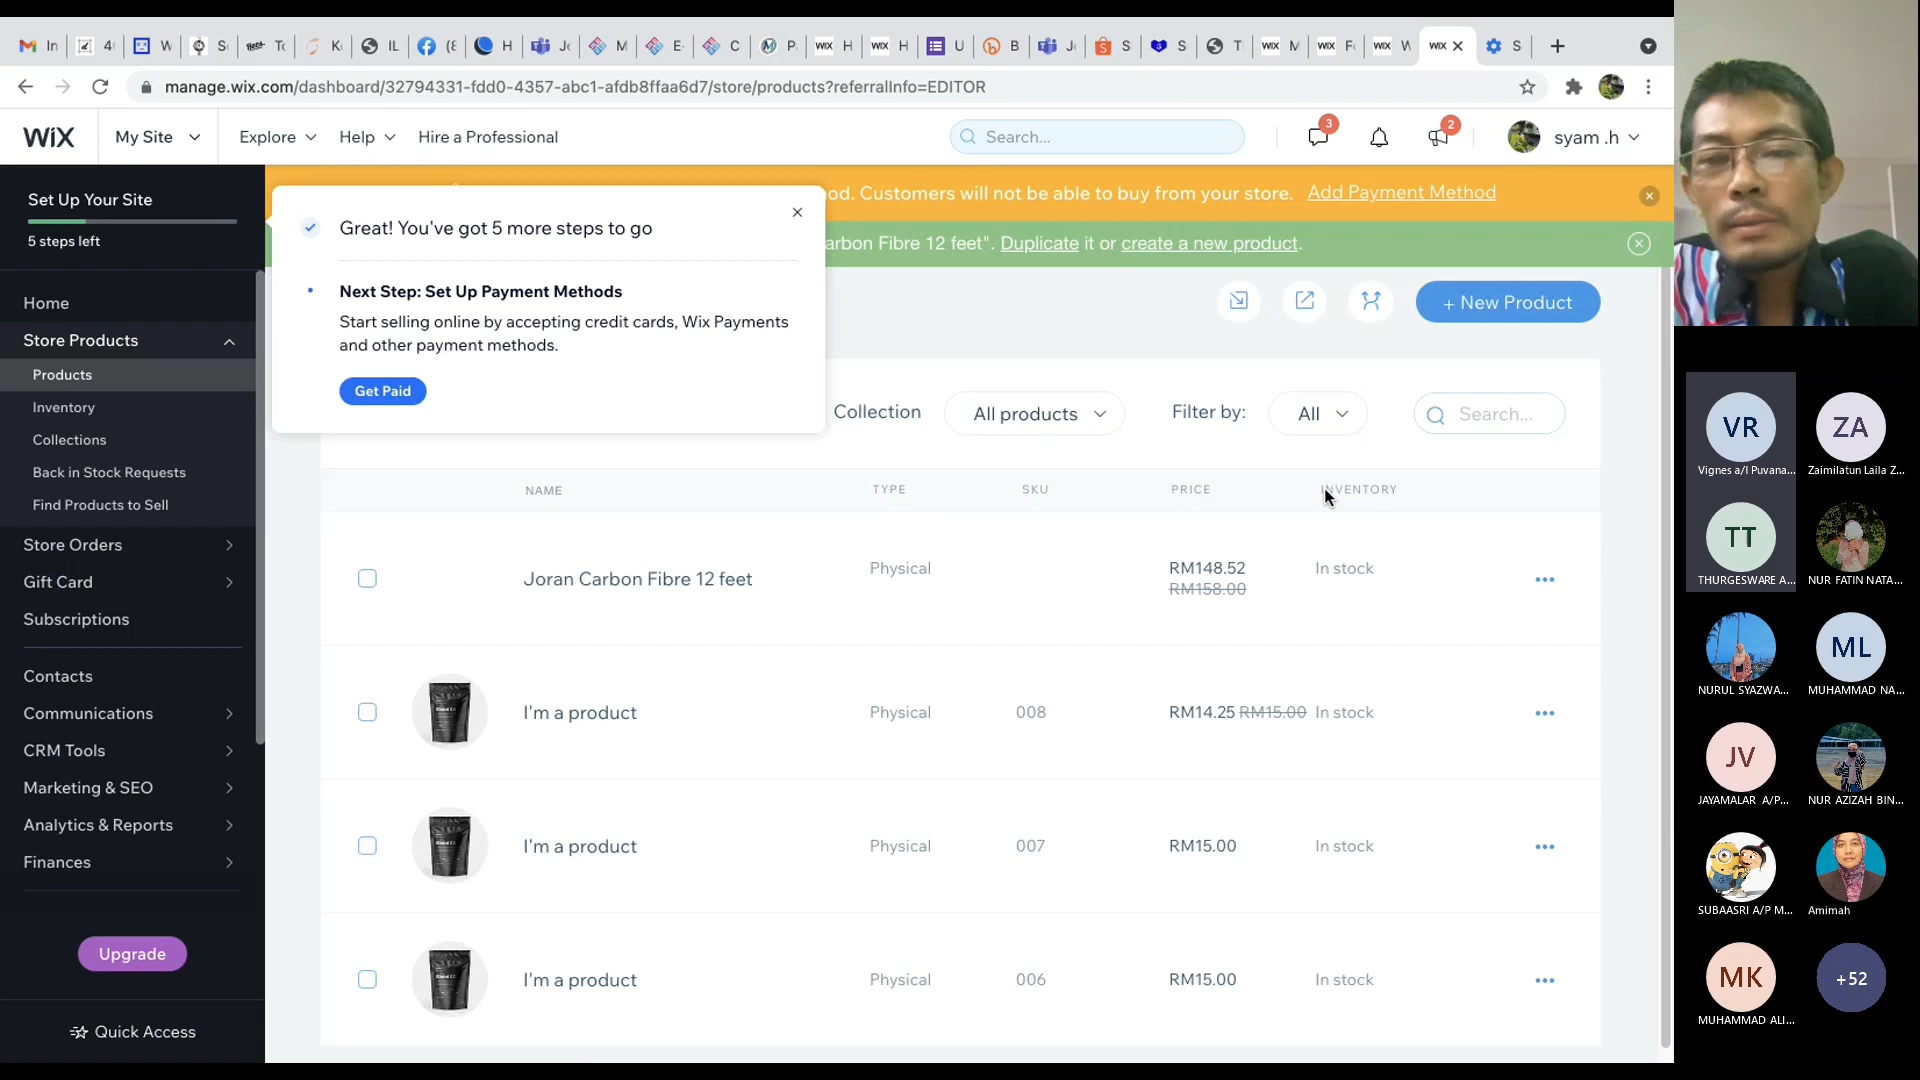 In
4
W
S
T
K
IL
(8
H
J
M
E-
C
P
WIX H
WIX H
U
B
J
S
S
T
WIX M
WIX F
WIX W
WIX
S
manage.wix.com/dashboard/32794331-fdd0-4357-abc1-afdb8ffaa6d7/store/products?referralInfo=EDITOR
WiX
My Site
Explore
Help
Hire a Professional
Search...
3
2
syam .h
Set Up Your Site
5 steps left
Home
Store Products
Products
Inventory
Collections
Back in Stock Requests
Find Products to Sell
Store Orders
Gift Card
Subscriptions
Contacts
Communications
CRM Tools
Marketing & SEO
Analytics & Reports
Finances
Upgrade
Quick Access
od. Customers will not be able to buy from your store. Add Payment Method
arbon Fibre 12 feet". Duplicate it or create a new product.
Great! You've got 5 more steps to go
Next Step: Set Up Payment Methods
Start selling online by accepting credit cards, Wix Payments
and other payment methods.
Get Paid
+ New Product
Collection
All products
Filter by:
All
Search...
NAME TYPE SKU PRICE INVENTORY
Joran Carbon Fibre 12 feet Physical RM148.52 In stock
RM158.00
I'm a product Physical 008 RM14.25 RM15.00 In stock
I'm a product Physical 007 RM15.00 In stock
I'm a product Physical 006 RM15.00 In stock
VR
Vignes a/l Puvana...
ZA
Zaimilatun Laila Z...
TT
THURGESWARE A...
NUR FATIN NATA...
NURUL SYAZWA...
ML
MUHAMMAD NA...
JV
JAYAMALAR A/P...
NUR AZIZAH BIN...
SUBAASRI A/P M...
Amimah
MK
MUHAMMAD ALI...
+52